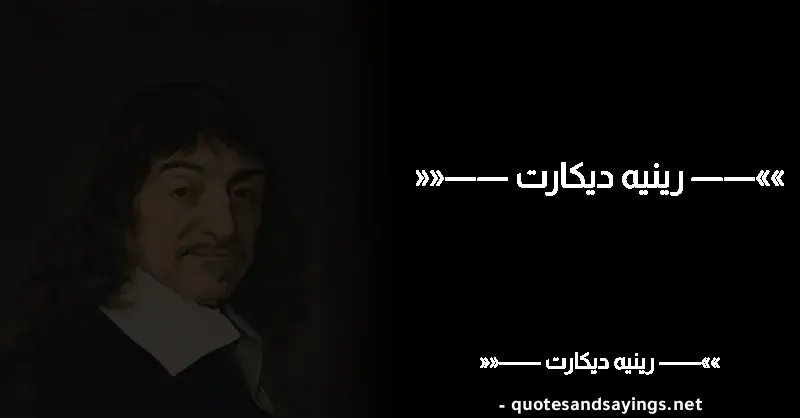 »»—— رينيه ديكارت ——««
»»—— رينيه ديكارت ——««
- quotesandsayings.net